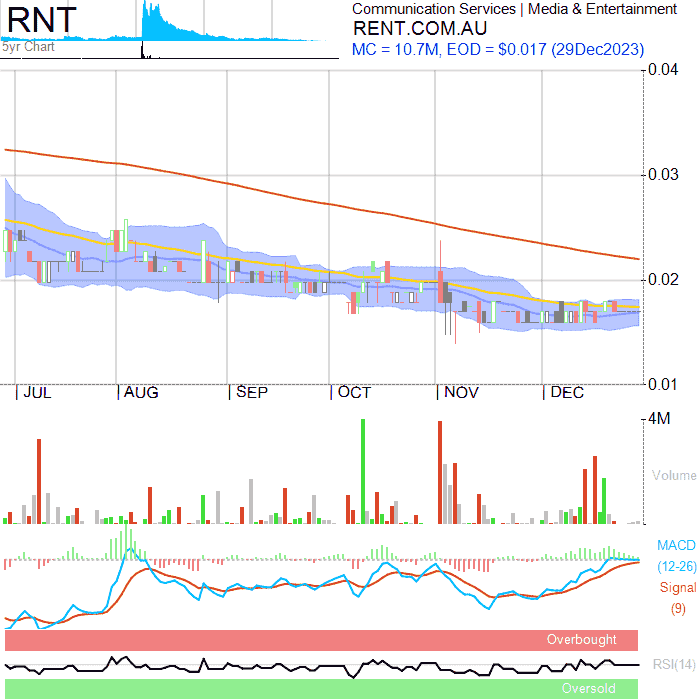 RNT
5yr Chart
Communication Services | Media & Entertainment
RENT.COM.AU
MC = 10.7M, EOD = $0.017 (29Dec2023)
0.04
0.03
0.02
0.01
JUL AUG SEP OCT NOV DEC
4M
Volume
MACD
(12-26)
Signal
(9)
Overbought
RSI(14)
Oversold